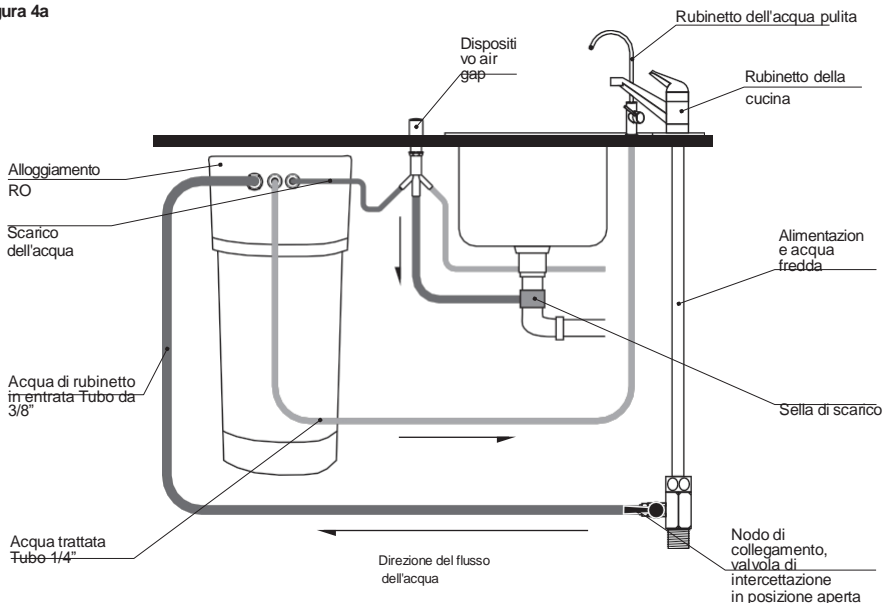 gura 4a
Rubinetto dell'acqua pulita
Dispositi
vo air
gap
Rubinetto della
cucina
Alloggiamento
RO
Scarico
dell'acqua
Alimentazion
e acqua
fredda
Acqua di rubinetto
in entrata Tubo da
3/8"
Sella di scarico
Acqua trattata
Tubo 1/4"
Direzione del flusso
dell'acqua
Nodo di
collegamento,
valvola di
intercettazione
in posizione aperta